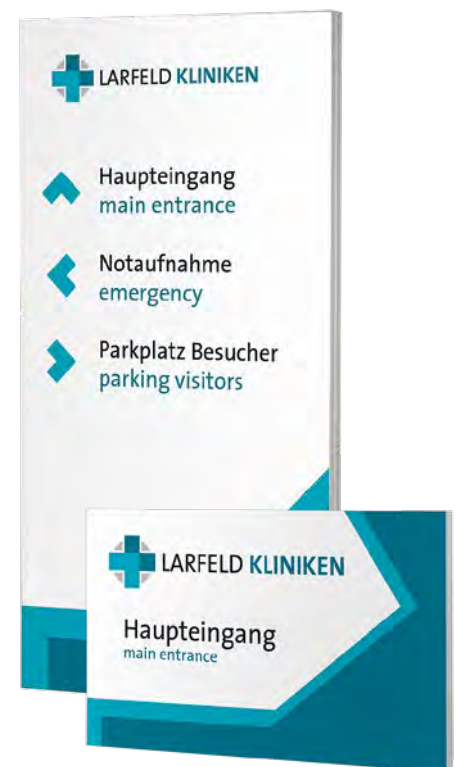 LARFELD KLINIKEN
Haupteingang
main entrance
Notaufnahme
emergency
Parkplatz Besucher
parking visitors
LARFELD KLINIKEN
Haupteingang
main entrance